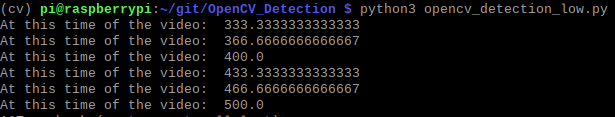 (cv) pi@raspberrypi:~/git/OpenCV_Detection $ python3 opencv_detection_low.py
At this time of the video:  333.3333333333333
At this time of the video:  366.6666666666667
At this time of the video:  400.0
At this time of the video:  433.3333333333333
At this time of the video:  466.6666666666667
At this time of the video:  500.0